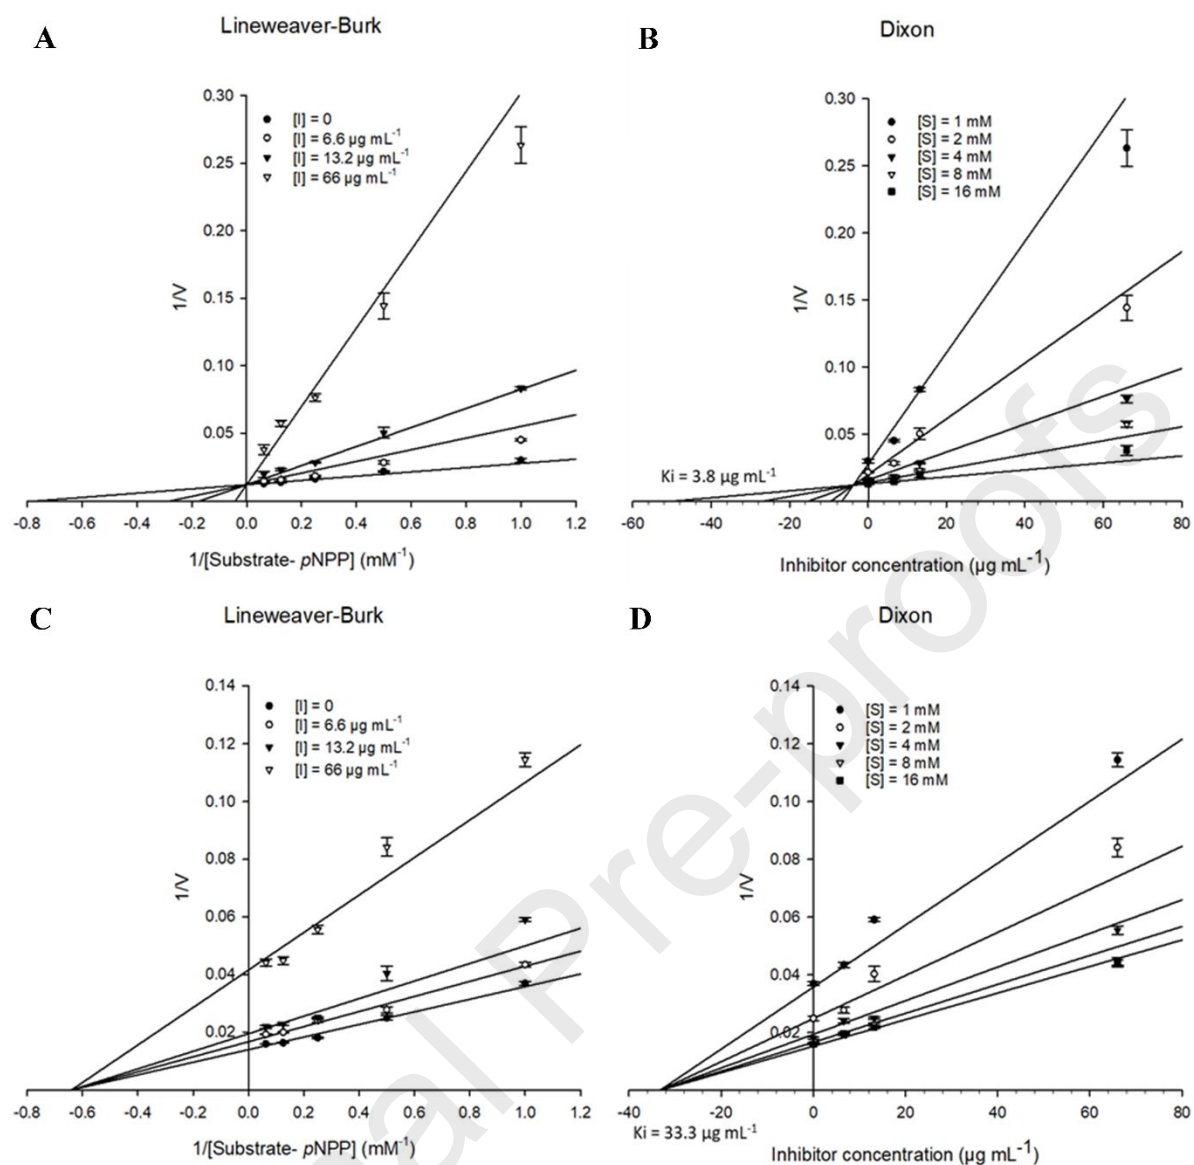 A
Lineweaver-Burk
0.30
0.25
0.20
0.15
0.10
0.05
1/V
[I] = 0
[I] = 6.6 µg mL-1
[I] = 13.2 µg mL-1
[I] = 66 µg mL-1
-0.8 -0.6 -0.4 -0.2 0.0 0.2 0.4 0.6 0.8 1.0 1.2
1/[Substrate- pNPP] (mM-1)
B
Dixon
0.30
0.25
0.20
0.15
0.10
0.05
1/V
[S] = 1 mM
[S] = 2 mM
[S] = 4 mM
[S] = 8 mM
[S] = 16 mM
Ki = 3.8 µg mL-1
-60 -40 -20 0 20 40 60 80
Inhibitor concentration (µg mL-1)
C
Lineweaver-Burk
0.14
0.12
0.10
0.08
0.06
0.04
0.02
1/V
[I] = 0
[I] = 6.6 µg mL-1
[I] = 13.2 µg mL-1
[I] = 66 µg mL-1
-0.8 -0.6 -0.4 -0.2 0.0 0.2 0.4 0.6 0.8 1.0 1.2
1/[Substrate- pNPP] (mM-1)
D
Dixon
0.14
0.12
0.10
0.08
0.06
0.04
0.02
1/V
[S] = 1 mM
[S] = 2 mM
[S] = 4 mM
[S] = 8 mM
[S] = 16 mM
-40 -20 0 20 40 60 80
Ki = 33.3 µg mL-1
Inhibitor concentration (µg mL-1)
Pre-proofs